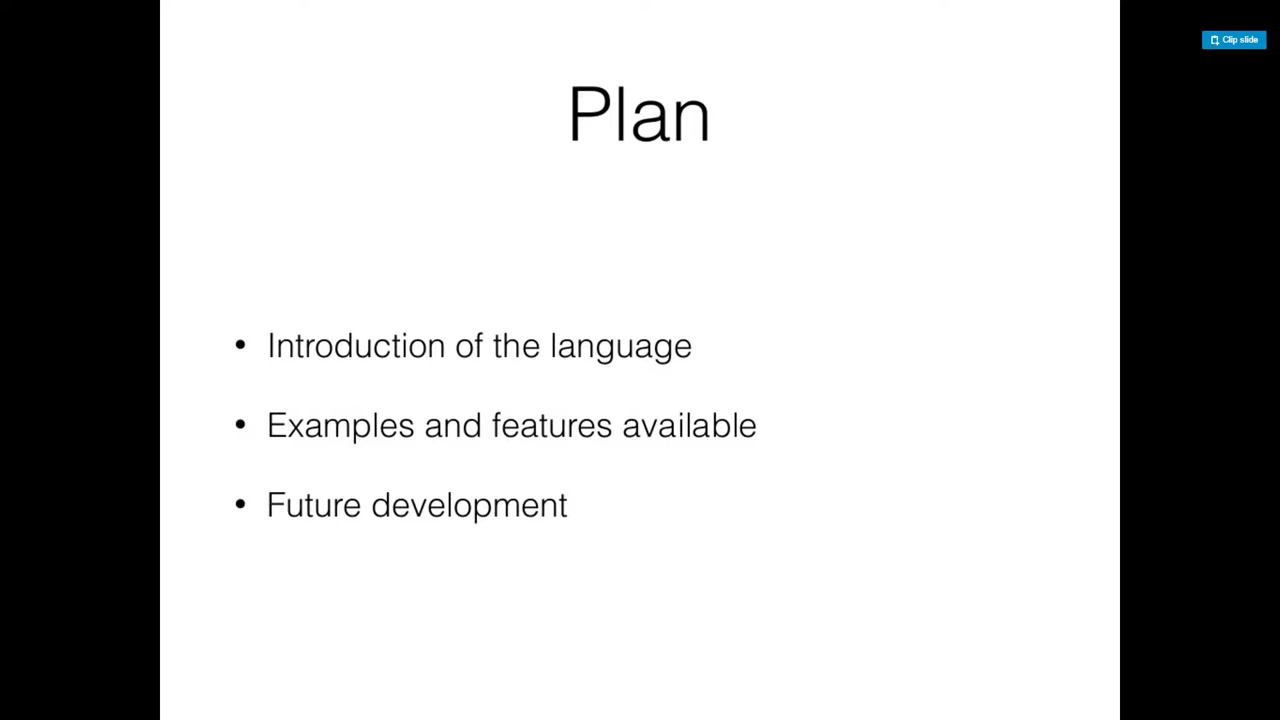 Clip slide
Plan
• Introduction of the language
• Examples and features available
• Future development